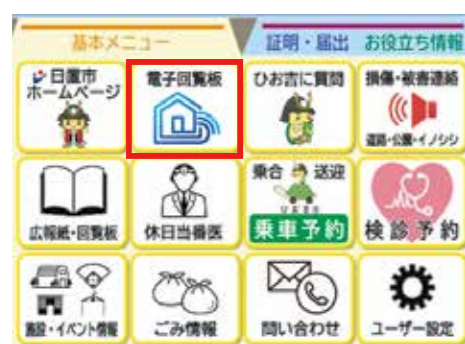 基本メニュー
証明・届出
お役立ち情報
日置市
ホームページ
電子回覧板
ひお吉に質問
損傷・被害連絡
道路・公園・イノシシ
広報紙・回覧板
休日当番医
乗合 送迎
乗車予約
検診予約
施設・イベント情報
ごみ情報
問い合わせ
ユーザー設定